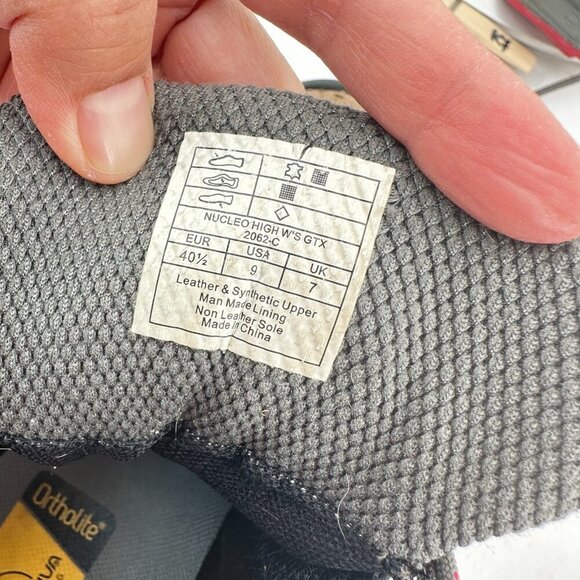 NUCLEO HIGH W'S GTX
2062-C
EUR USA UK
40½ 9 7
Leather & Synthetic Upper
Man Made Lining
Non Leather Sole
Made in China
Ortholite®